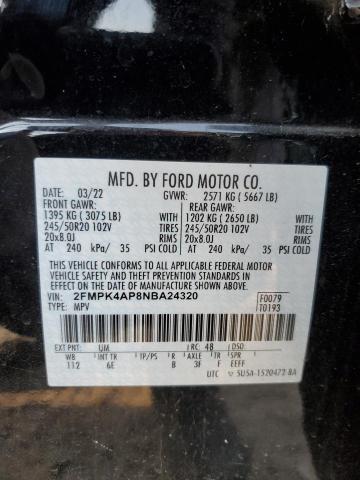 MFD. BY FORD MOTOR CO.
DATE: 03/22 GVWR: 2571 KG ( 5667 LB)
FRONT GAWR: REAR GAWR:
1395 KG ( 3075 LB) 1202 KG ( 2650 LB)
245/50R20 102V TIRES 245/50R20 102V TIRES
20x8.0J RIMS 20x8.0J RIMS
AT 240 kPa/ 35 PSI COLD AT 240 kPa/ 35 PSI COLD
THIS VEHICLE CONFORMS TO ALL APPLICABLE FEDERAL MOTOR
VEHICLE SAFETY, BUMPER, AND THEFT PREVENTION STANDARDS IN
EFFECT ON THE DATE OF MANUFACTURE SHOWN ABOVE.
VIN: 2FMPK4AP8NBA24320 F0079
TYPE: MPV T0193
EXT PNT: UM RC: 48 DSO:
WB INT TR TP/PS R AXLE TR SPR
112 6E B 3F F
UTC 5U5A-1520472-BA